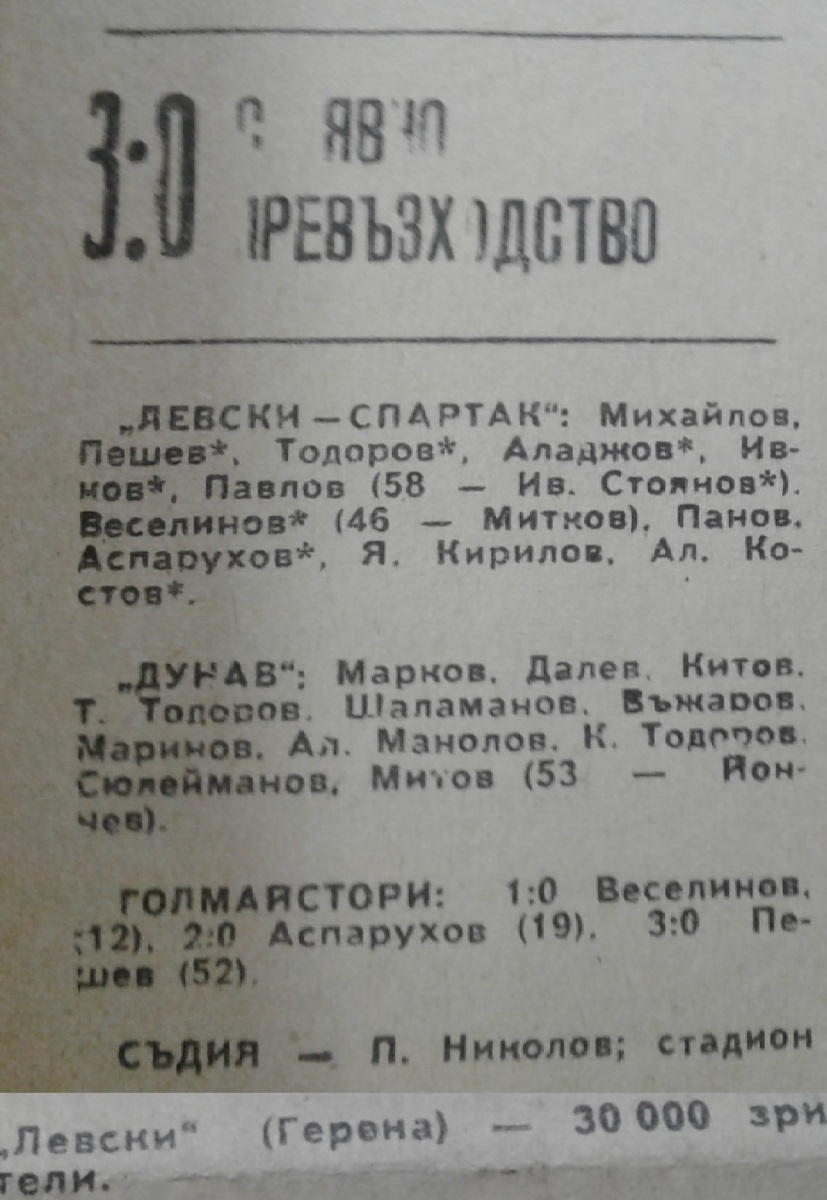 3:0 С ЯВНО
ПРЕВЪЗХОДСТВО
„ЛЕВСКИ — СПАРТАК“: Михайлов,
Пешев*, Тодоров*, Аладжов*, Ив-
ков*, Павлов (58 — Ив. Стоянов*),
Веселинов* (46 — Митков), Панов,
Аспарухов*, Я. Кирилов, Ал. Ко-
стов*.
„ДУНАВ“: Марков, Далев, Китов,
Т. Тодоров, Шаламанов, Въжаров,
Маринов, Ал. Манолов, К. Тодоров,
Сюлейманов, Митов (53 — Йон-
чев).
ГОЛМАЙСТОРИ: 1:0 Веселинов,
(12), 2:0 Аспарухов (19), 3:0 Пе-
шев (52).
СЪДИЯ — П. Николов; стадион
„Левски“ (Герена) — 30 000 зри
тели.